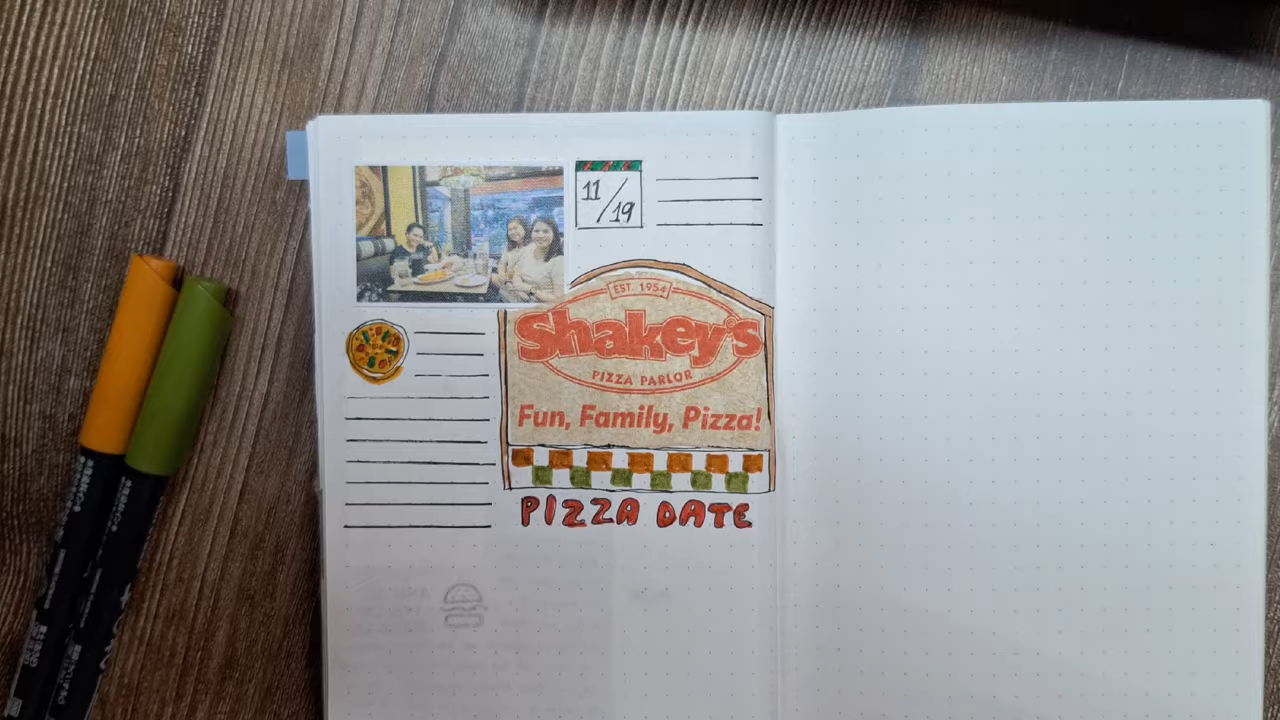 11/19
EST. 1954
Shakey's
PIZZA PARLOR
Fun, Family, Pizza!
PIZZA DATE